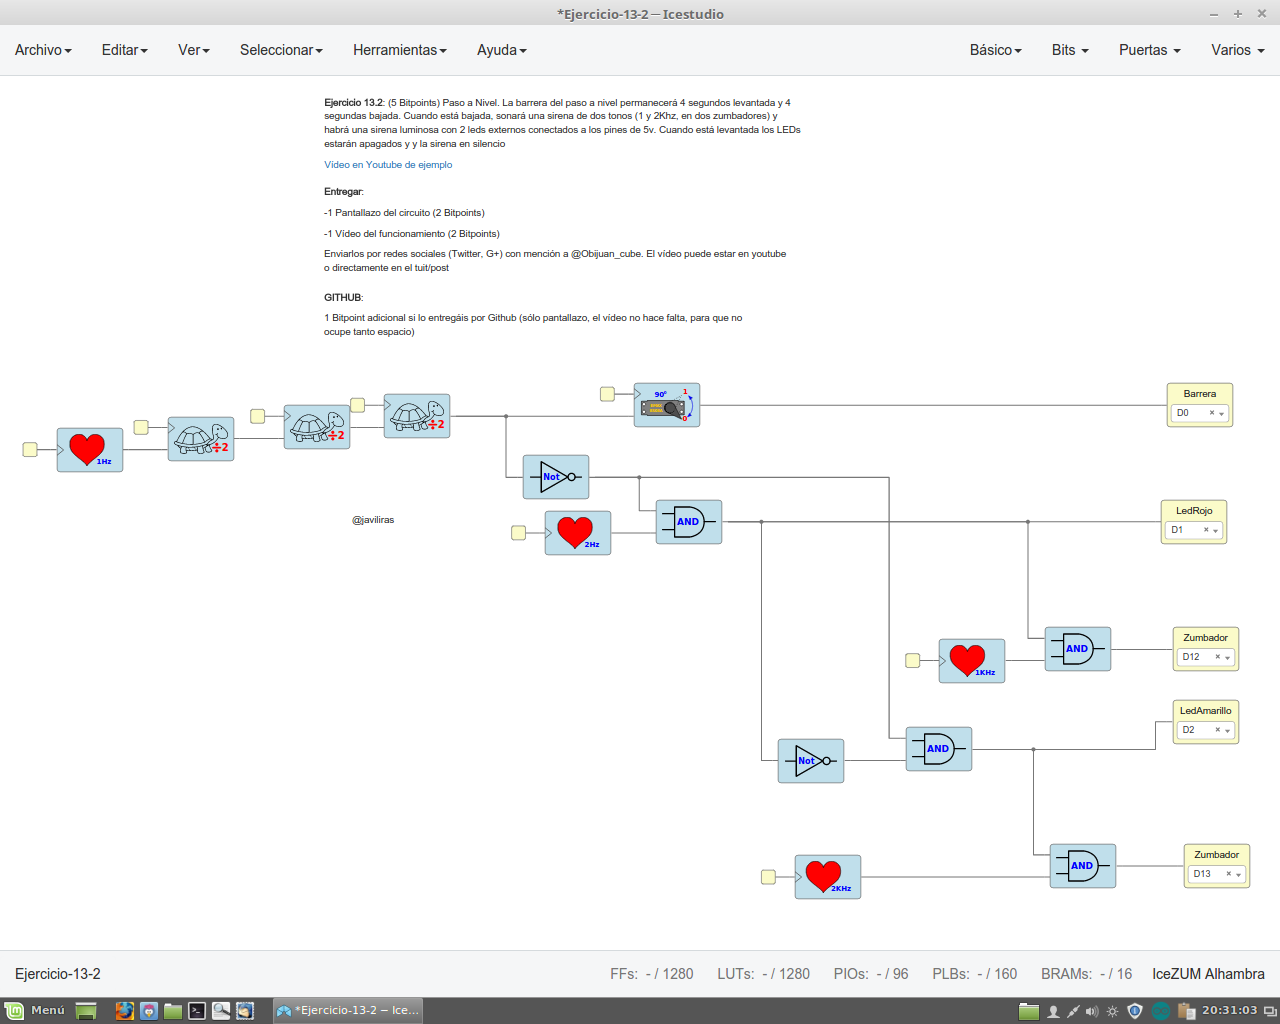 *Ejercicio-13-2 – Icestudio
Archivo Editar Ver Seleccionar Herramientas Ayuda Básico Bits Puertas Varios
Ejercicio 13.2: (5 Bitpoints) Paso a Nivel. La barrera del paso a nivel permanecerá 4 segundos levantada y 4
segundas bajada. Cuando está bajada, sonará una sirena de dos tonos (1 y 2Khz, en dos zumbadores) y
habrá una sirena luminosa con 2 leds externos conectados a los pines de 5v. Cuando está levantada los LEDs
estarán apagados y y la sirena en silencio
Video en Youtube de ejemplo
Entregar:
-1 Pantallazo del circuito (2 Bitpoints)
-1 Vídeo del funcionamiento (2 Bitpoints)
Enviarlos por redes sociales (Twitter, G+) con mención a @Obijuan_cube. El vídeo puede estar en youtube
o directamente en el tuit/post
GITHUB:
1 Bitpoint adicional si lo entregáis por Github (sólo pantallazo, el vídeo no hace falta, para que no
ocupe tanto espacio)
1Hz
÷2
÷2
÷2
90º 1
0
Barrera
D0
Not
2Hz
AND
@javiliras
LedRojo
D1
1KHz
AND
Zumbador
D12
LedAmarillo
D2
Not
AND
2KHz
AND
Zumbador
D13
Ejercicio-13-2 FFs: - / 1280 LUTs: - / 1280 PIOs: - / 96 PLBs: - / 160 BRAMs: - / 16 IceZUM Alhambra
Menú *Ejercicio-13-2 – Ice... 20:31:03